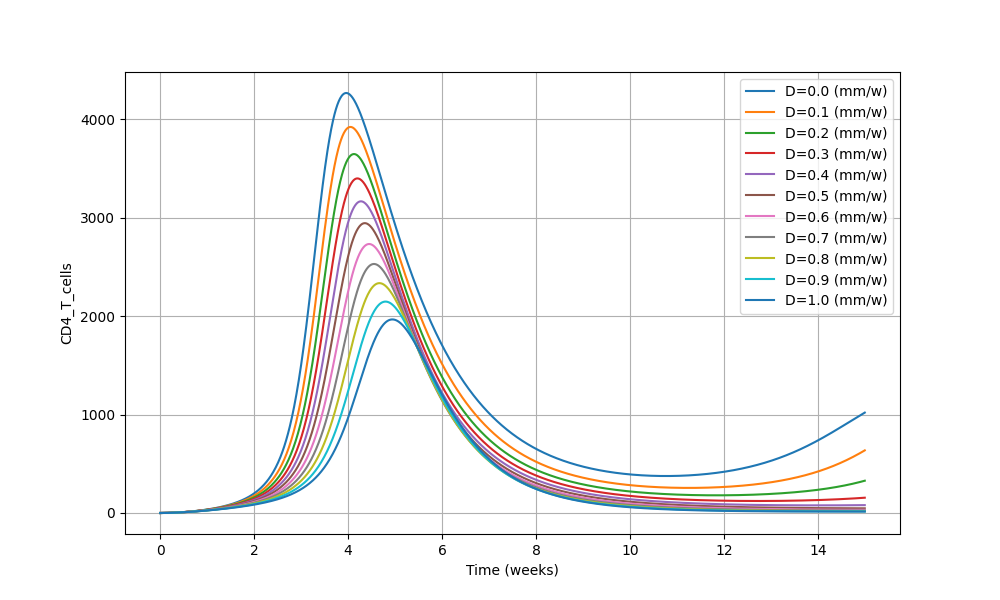 D=0.0 (mm/w)
D=0.1 (mm/w)
D=0.2 (mm/w)
D=0.3 (mm/w)
D=0.4 (mm/w)
D=0.5 (mm/w)
D=0.6 (mm/w)
D=0.7 (mm/w)
D=0.8 (mm/w)
D=0.9 (mm/w)
D=1.0 (mm/w)
CD4_T_cells
4000
3000
2000
1000
0
0 2 4 6 8 10 12 14
Time (weeks)